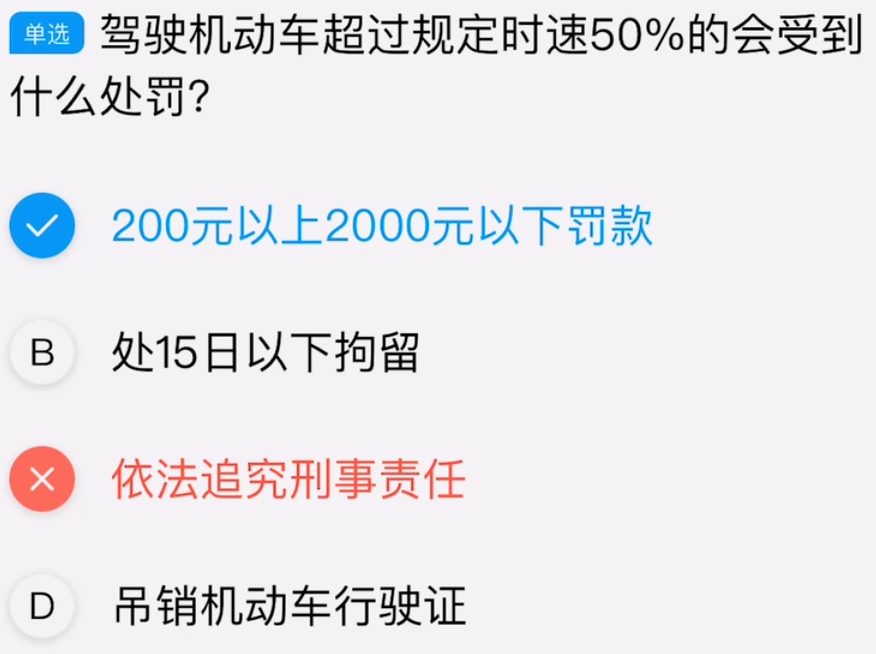 单选 驾驶机动车超过规定时速50%的会受到
什么处罚?
200元以上2000元以下罚款
B 处15日以下拘留
依法追究刑事责任
D 吊销机动车行驶证